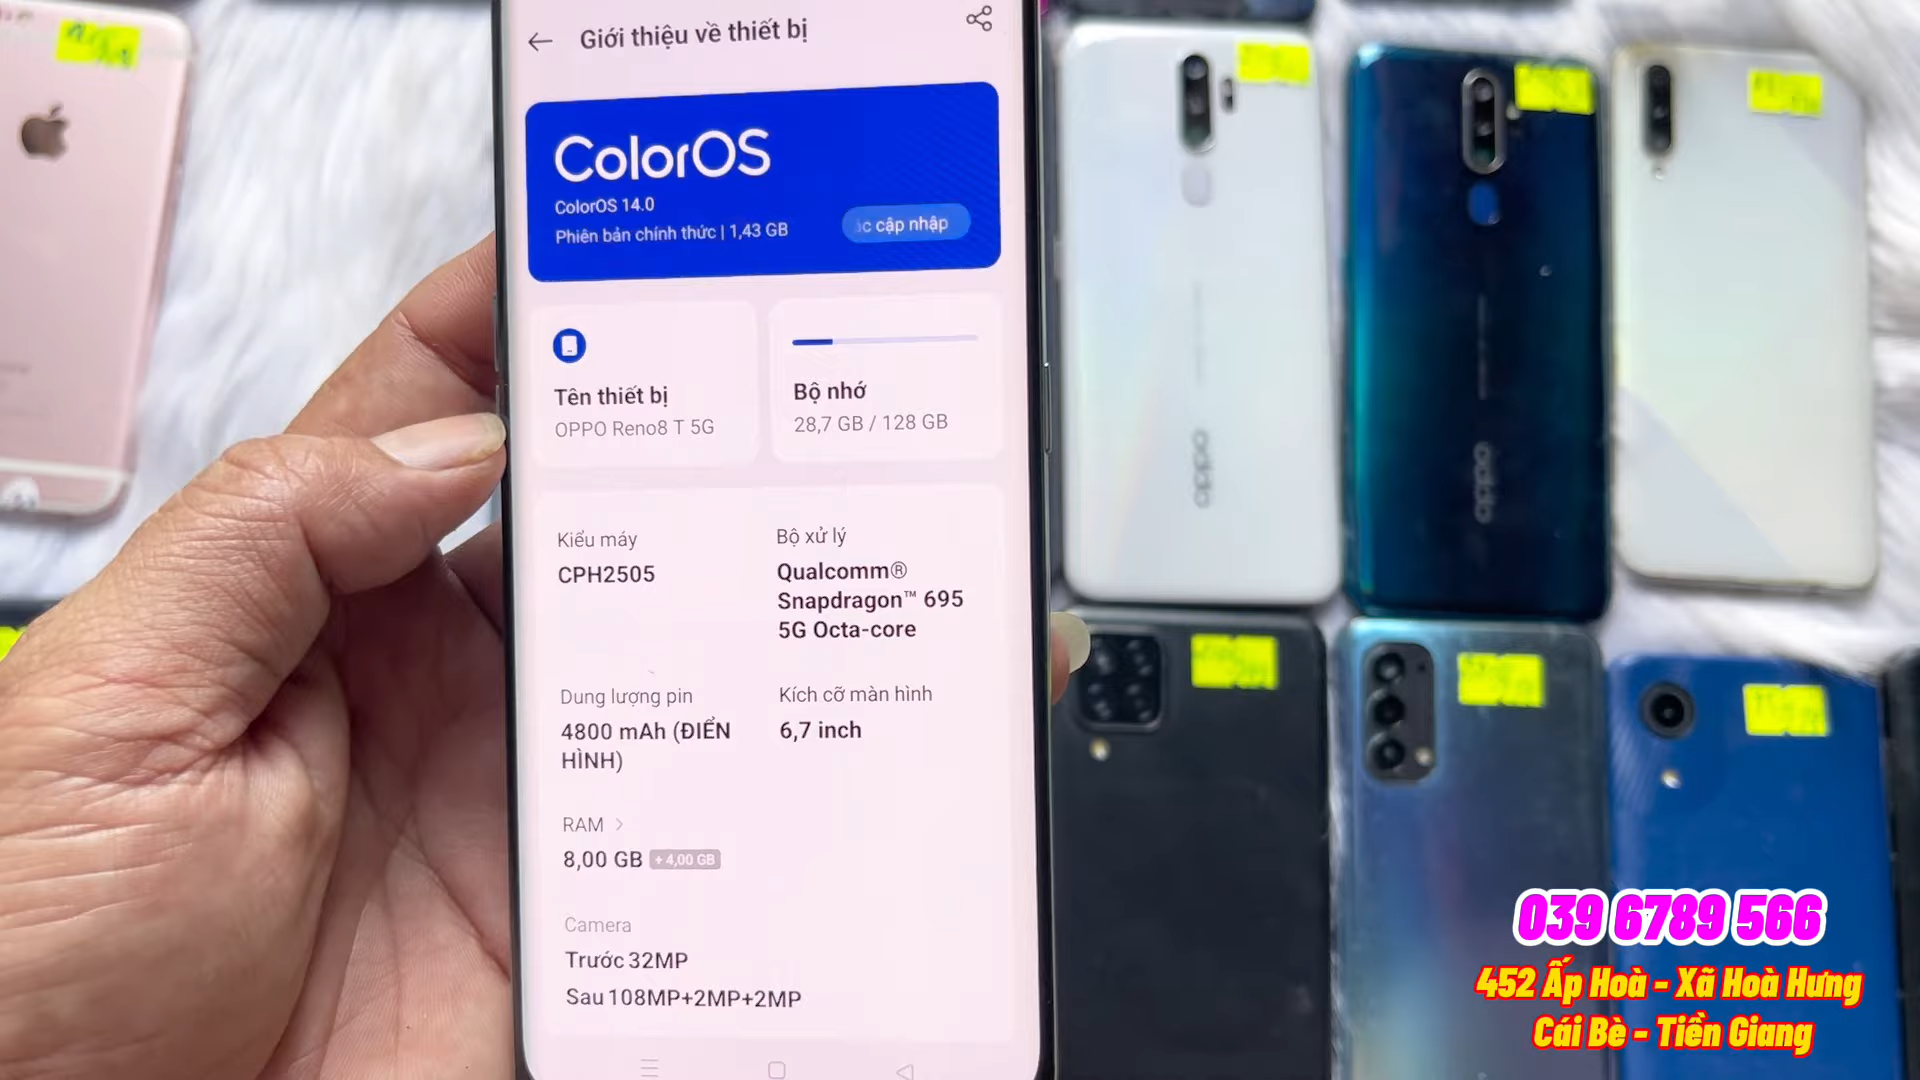 Giới thiệu về thiết bị
ColorOS
ColorOS 14.0
Phiên bản chính thức | 1,43 GB
cập nhập
Tên thiết bị
OPPO Reno8 T 5G
Bộ nhớ
28,7 GB / 128 GB
Kiểu máy
CPH2505
Bộ xử lý
Qualcomm®
Snapdragon™ 695
5G Octa-core
Dung lượng pin
4800 mAh (ĐIỂN
HÌNH)
Kích cỡ màn hình
6,7 inch
RAM
8,00 GB + 4,00 GB
Camera
Trước 32MP
Sau 108MP+2MP+2MP
oppo
oppo
039 6789 566
452 Ấp Hoà - Xã Hoà Hưng
Cái Bè - Tiền Giang